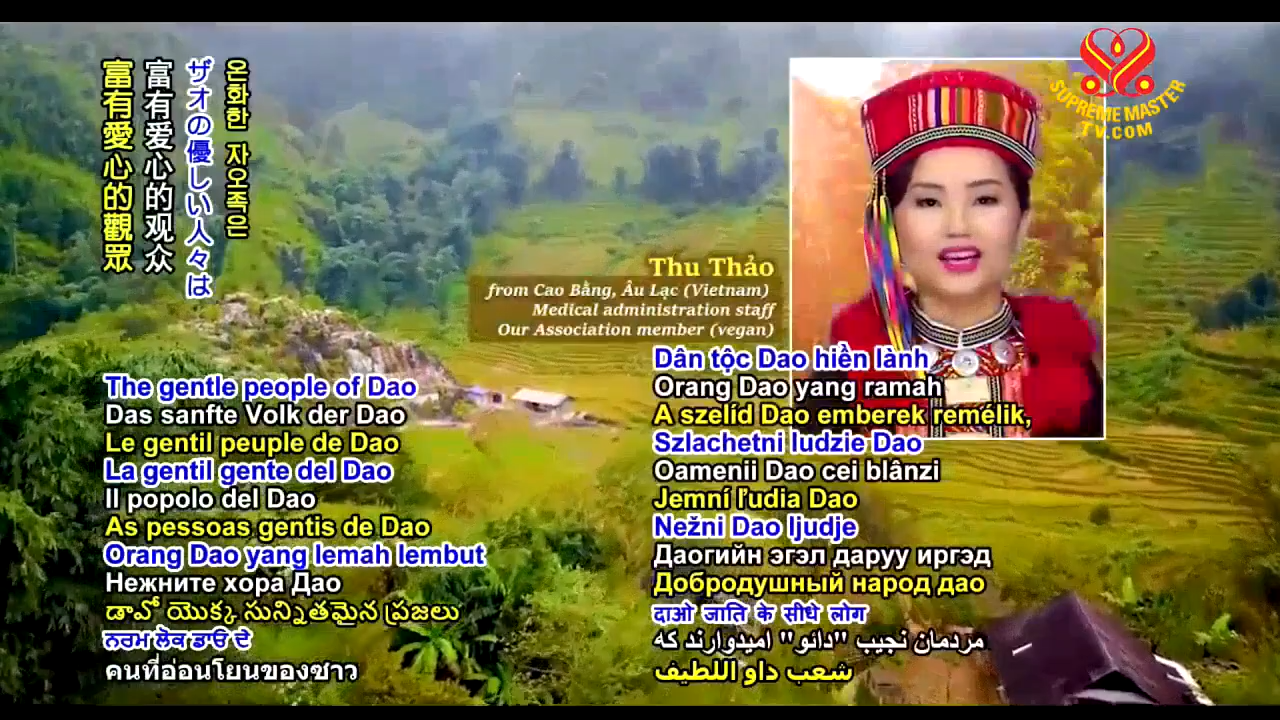 온화한 자오족은
ザオの優しい人々は
富有爱心的观众
富有愛心的觀眾
SUPREME MASTER
TV.COM
Thu Thảo
from Cao Bằng, Âu Lạc (Vietnam)
Medical administration staff
Our Association member (vegan)
The gentle people of Dao
Das sanfte Volk der Dao
Le gentil peuple de Dao
La gentil gente del Dao
Il popolo del Dao
As pessoas gentis de Dao
Orang Dao yang lemah lembut
Нежните хора Дао
డావో యొక్క సున్నితమైన ప్రజలు
ਨਰਮ ਲੋਕ ਡਾਓ ਦੇ
คนที่อ่อนโยนของซาว
Dân tộc Dao hiền lành
Orang Dao yang ramah
A szelíd Dao emberek remélik,
Szlachetni ludzie Dao
Oamenii Dao cei blânzi
Jemní ľudia Dao
Nežni Dao ljudje
Даогийн эгэл даруу иргэд
Добродушный народ дао
दाओ जाति के सीधे लोग
مردمان نجیب "دائو" امیدوارند که
شعب داو اللطيف